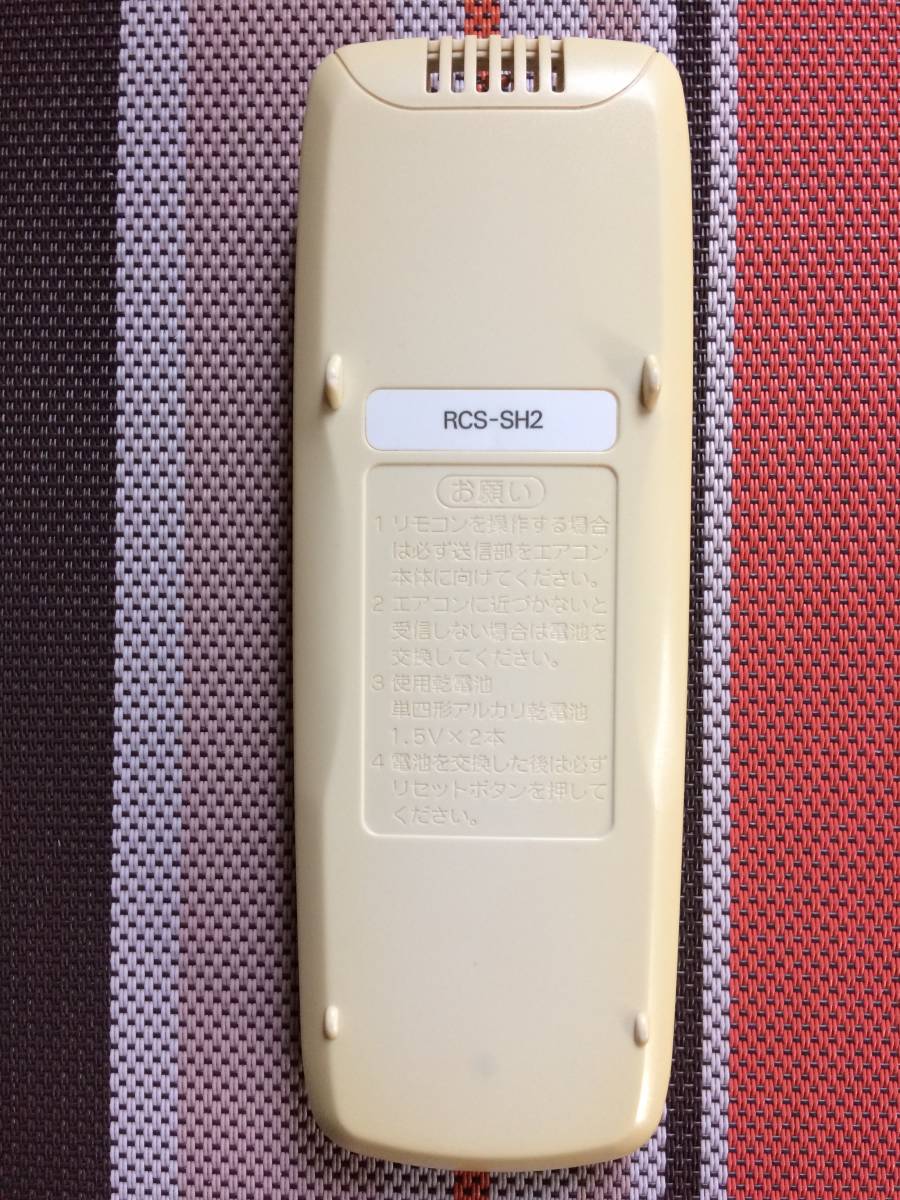 RCS-SH2
お願い
1 リモコンを操作する場合
は必ず送信部をエアコン
本体に向けてください。
2 エアコンに近づかないと
受信しない場合は電池を
交換してください。
3 使用乾電池
単四形アルカリ乾電池
1.5V×2本
4 電池を交換した後は必ず
リセットボタンを押して
ください。